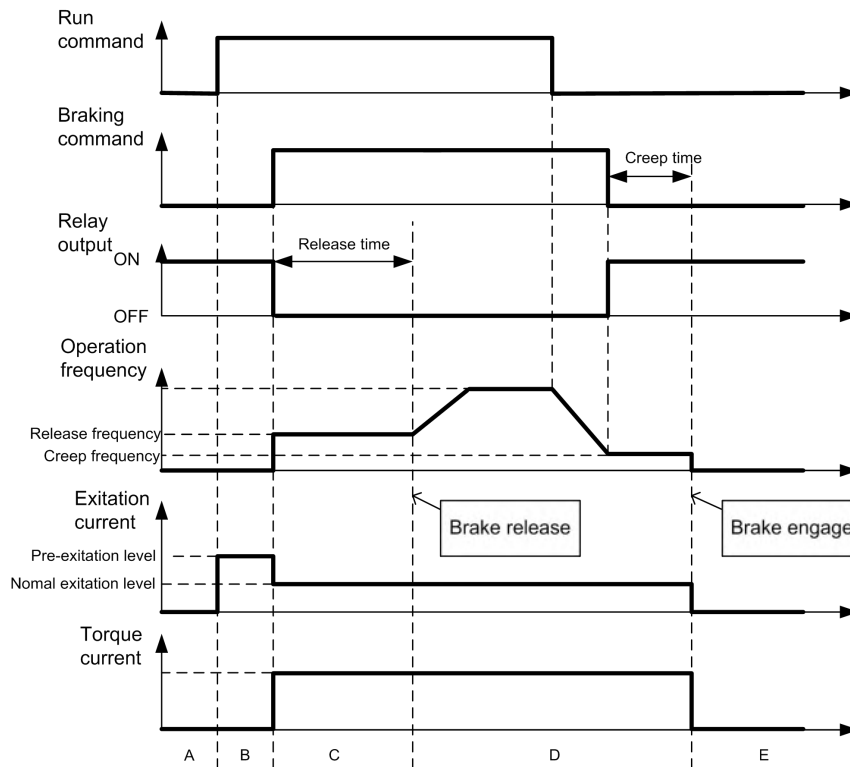 Run
command
Braking
command
Creep time
Relay
output
ON
Release time
OFF
Operation
frequency
Release frequency
Creep frequency
Exitation
current
Brake release
Brake engage
Pre-exitation level
Nomal exitation level
Torque
current
A B C D E